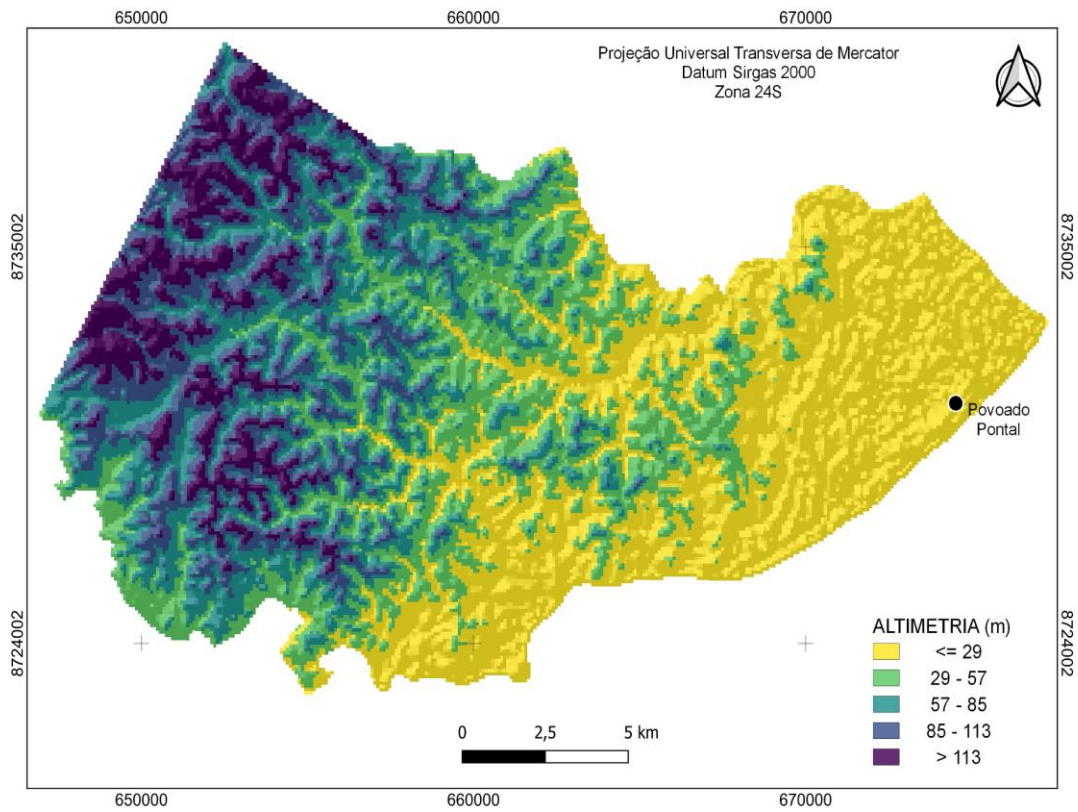 650000
660000
670000
Projeção Universal Transversa de Mercator
Datum Sirgas 2000
Zona 24S
8735002
8735002
Povoado
Pontal
8724002
8724002
ALTIMETRIA (m)
<= 29
29 - 57
57 - 85
85 - 113
> 113
0
2,5
5 km
650000
660000
670000